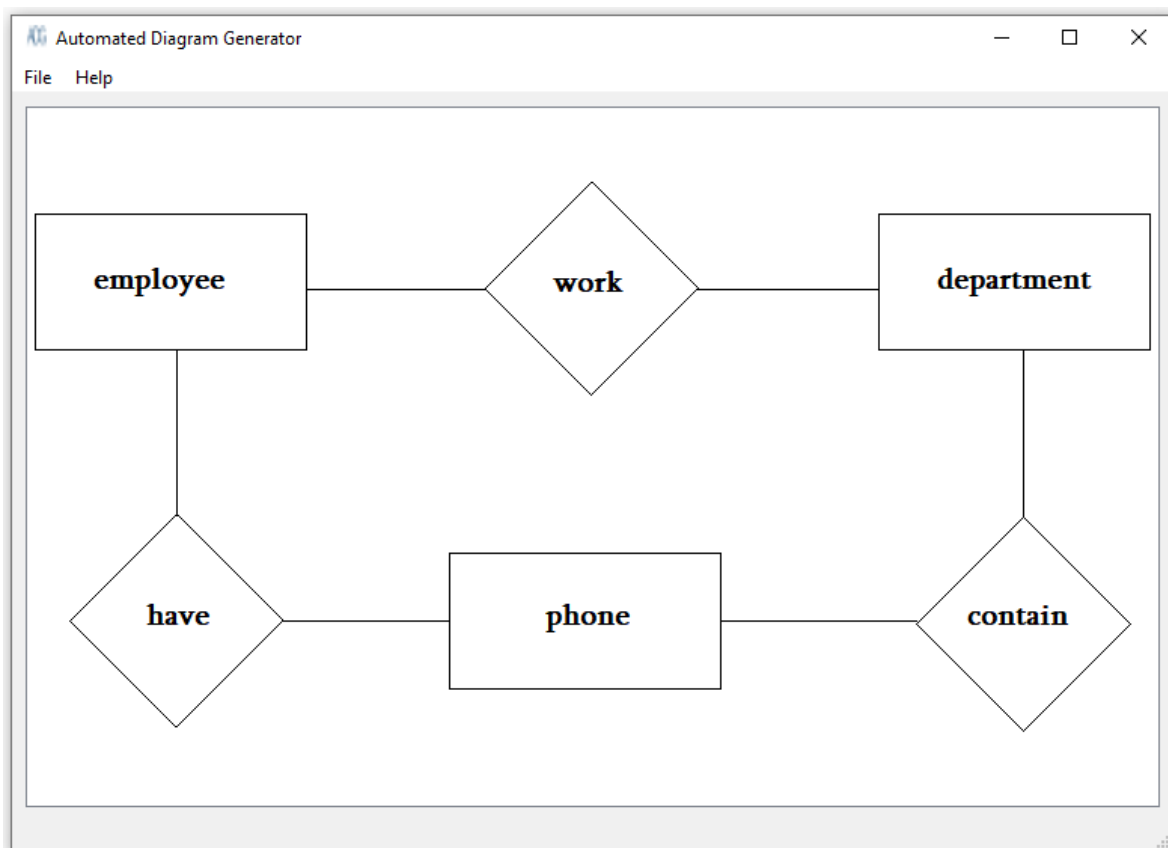 Automated Diagram Generator
File Help
employee work department
have phone contain